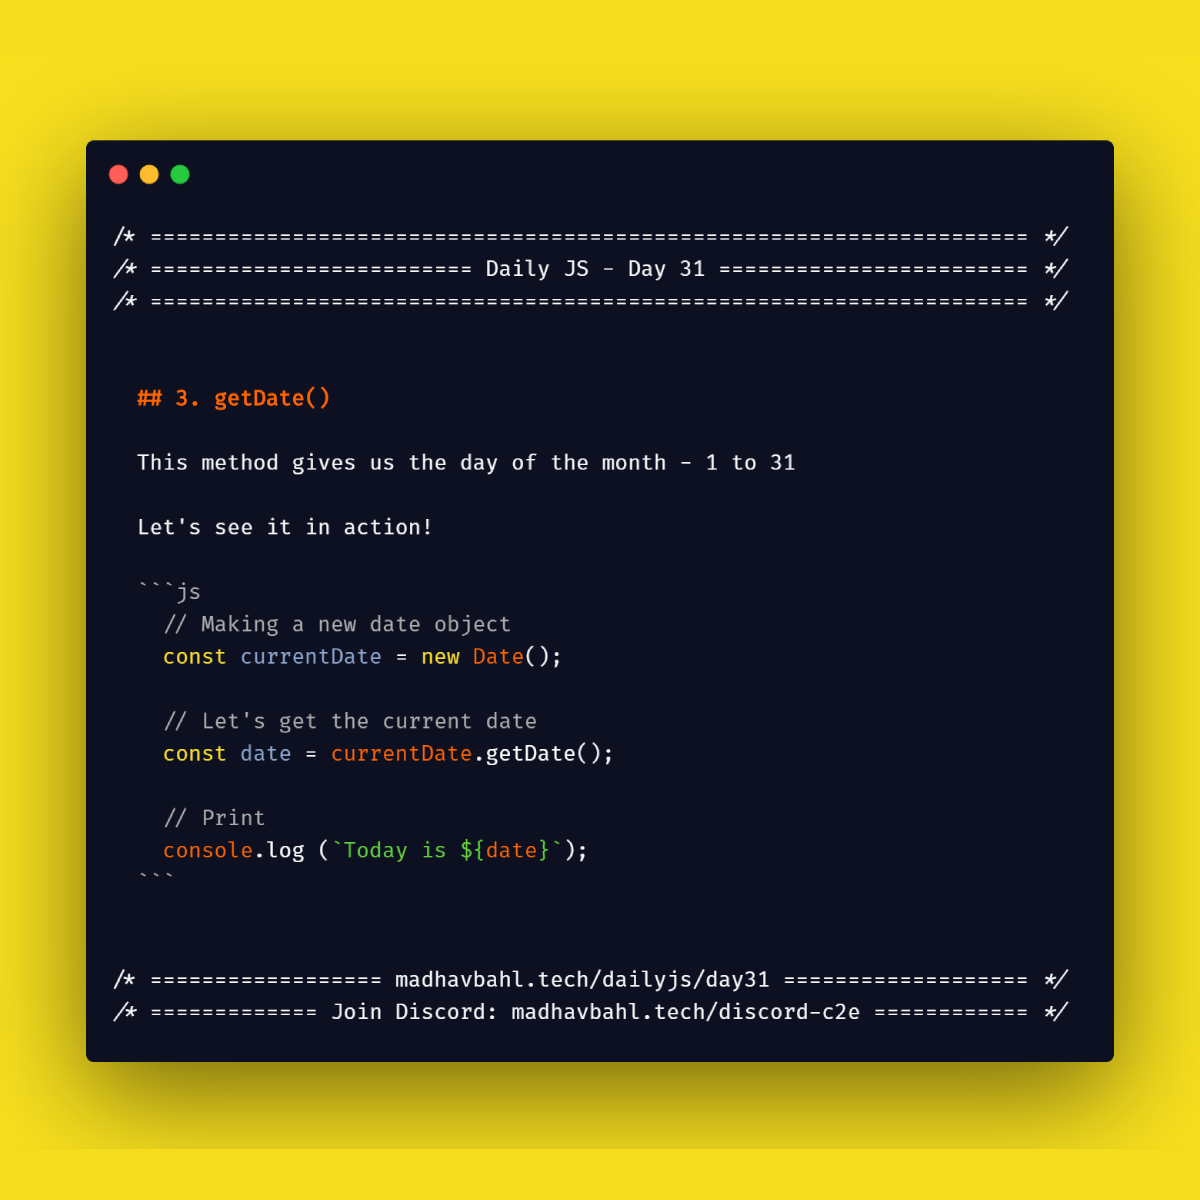 /* ==================================================================== */
/* ========================= Daily JS - Day 31 ======================== */
/* ==================================================================== */
## 3. getDate()
This method gives us the day of the month - 1 to 31
Let's see it in action!
```js
// Making a new date object
const currentDate = new Date();
// Let's get the current date
const date = currentDate.getDate();
// Print
console.log (`Today is ${date}`);
```
/* ================== madhavbahl.tech/dailyjs/day31 =================== */
/* ============= Join Discord: madhavbahl.tech/discord-c2e ============ */